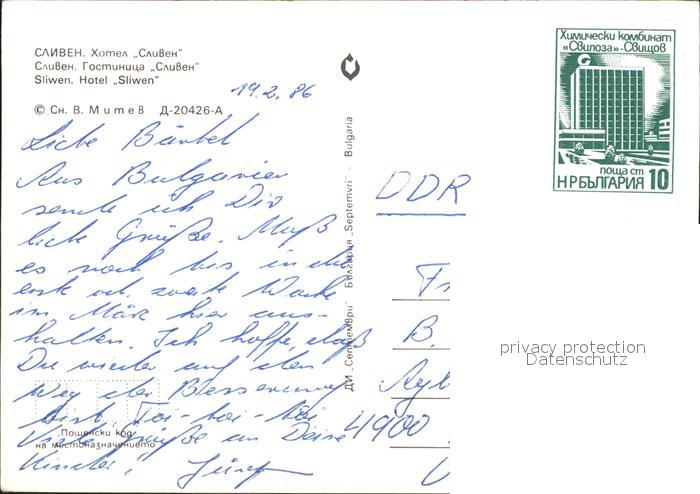 СЛИВЕН. Хотел „Сливен"
Сливен. Гостиница „Сливен"
Sliwen. Hotel „Sliwen"
© Сн. В. Митев Д-20426-А
19.2.86
Liebe Bärbel
Aus Bulgarien
sende ich Dir
liebe Grüße. Muß
es noch bis in die
erste od. zweite Woche
im März hier aus-
halten. Ich hoffe, daß
Du wieder auf dem
Weg der Besserung
bist. Toi-toi-toi
Viele Grüße an Deine
Kinder,
Пощенски код
на местоназначението
ДИ „Септември" България „Septemvri" Bulgaria
Химически комбинат
«Свилоза»-Свищов
поща ст
НРБЪЛГАРИЯ 10
DDR
B.
4900
privacy protection
Datenschutz